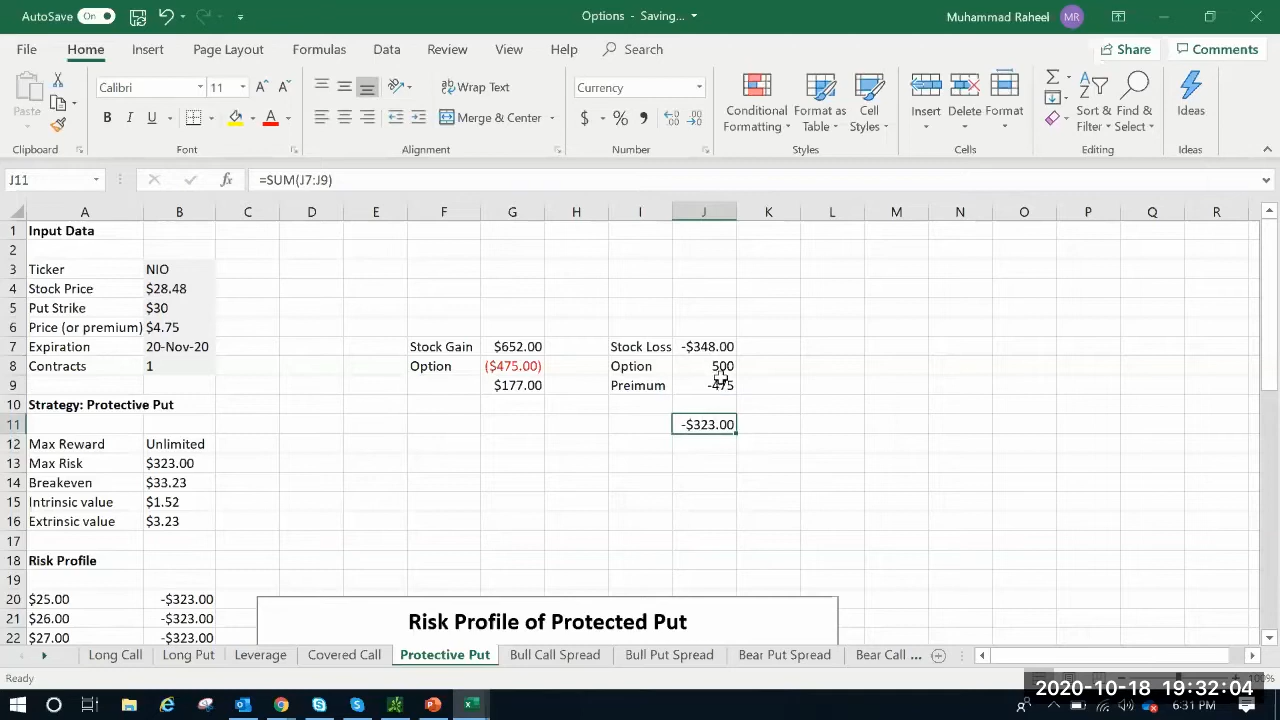 AutoSave On
Options - Saving...
Muhammad Raheel MR
File Home Insert Page Layout Formulas Data Review View Help Search Share Comments
Paste
Calibri 11
B I U
Wrap Text
Merge & Center
Currency
$ %
Conditional Formatting
Format as Table
Cell Styles
Insert Delete Format
Sort & Filter
Find & Select
Ideas
Clipboard Font Alignment Number Styles Cells Editing Ideas
J11 fx =SUM(J7:J9)
A B C D E F G H I J K L M N O P Q R
1 Input Data
2
3 Ticker NIO
4 Stock Price $28.48
5 Put Strike $30
6 Price (or premium) $4.75
7 Expiration 20-Nov-20 Stock Gain $652.00 Stock Loss -$348.00
8 Contracts 1 Option ($475.00) Option 500
9 $177.00 Preimum -475
10 Strategy: Protective Put
11 -$323.00
12 Max Reward Unlimited
13 Max Risk $323.00
14 Breakeven $33.23
15 Intrinsic value $1.52
16 Extrinsic value $3.23
17
18 Risk Profile
19
20 $25.00 -$323.00
21 $26.00 -$323.00
22 $27.00 -$323.00
Risk Profile of Protected Put
Long Call Long Put Leverage Covered Call Protective Put Bull Call Spread Bull Put Spread Bear Put Spread Bear Call ...
Ready
2020-10-18 19:32:04
6:31 PM